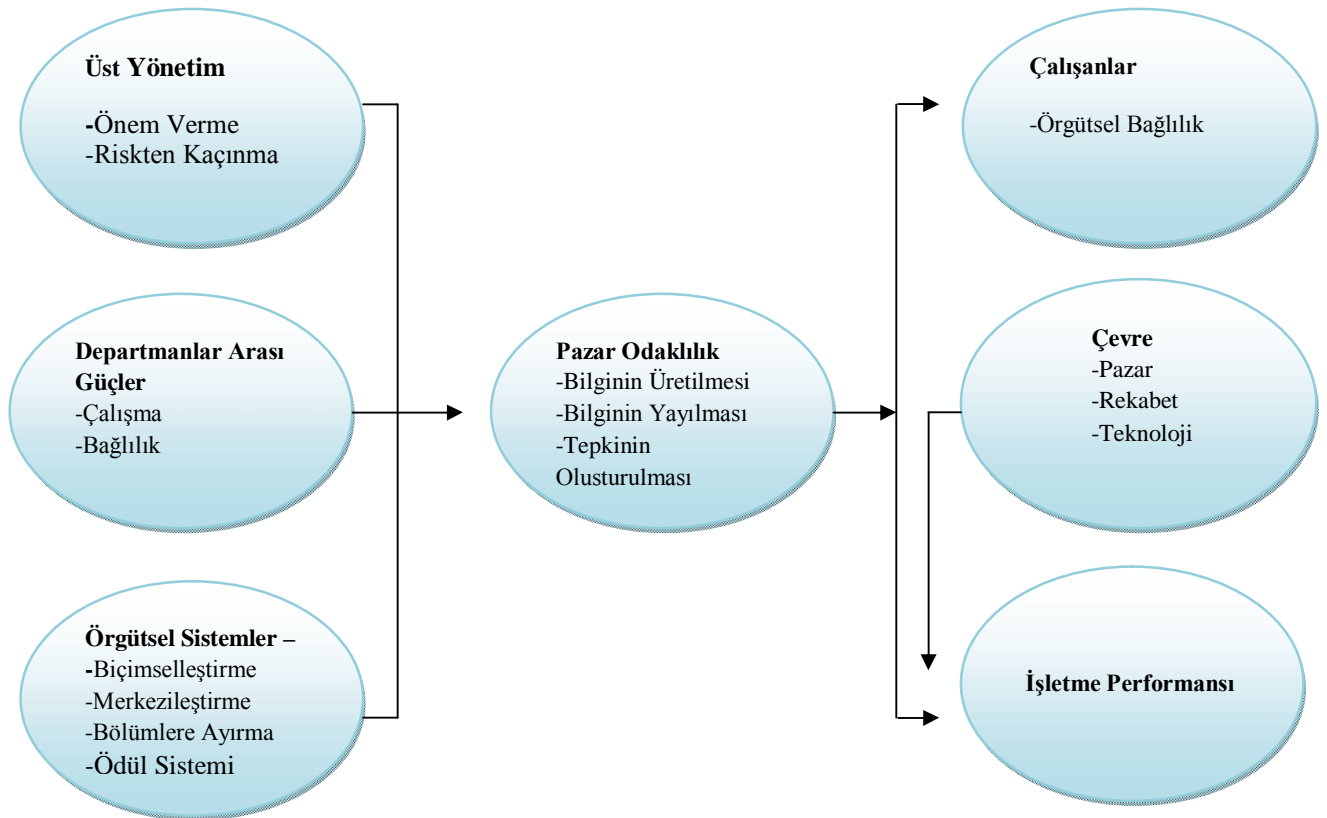 Üst Yönetim
-Önem Verme
-Riskten Kaçınma
Departmanlar Arası
Güçler
-Çalışma
-Bağlılık
Örgütsel Sistemler –
-Biçimselleştirme
-Merkezileştirme
-Bölümlere Ayırma
-Ödül Sistemi
Pazar Odaklılık
-Bilginin Üretilmesi
-Bilginin Yayılması
-Tepkinin
Olusturulması
Çalışanlar
-Örgütsel Bağlılık
Çevre
-Pazar
-Rekabet
-Teknoloji
İşletme Performansı